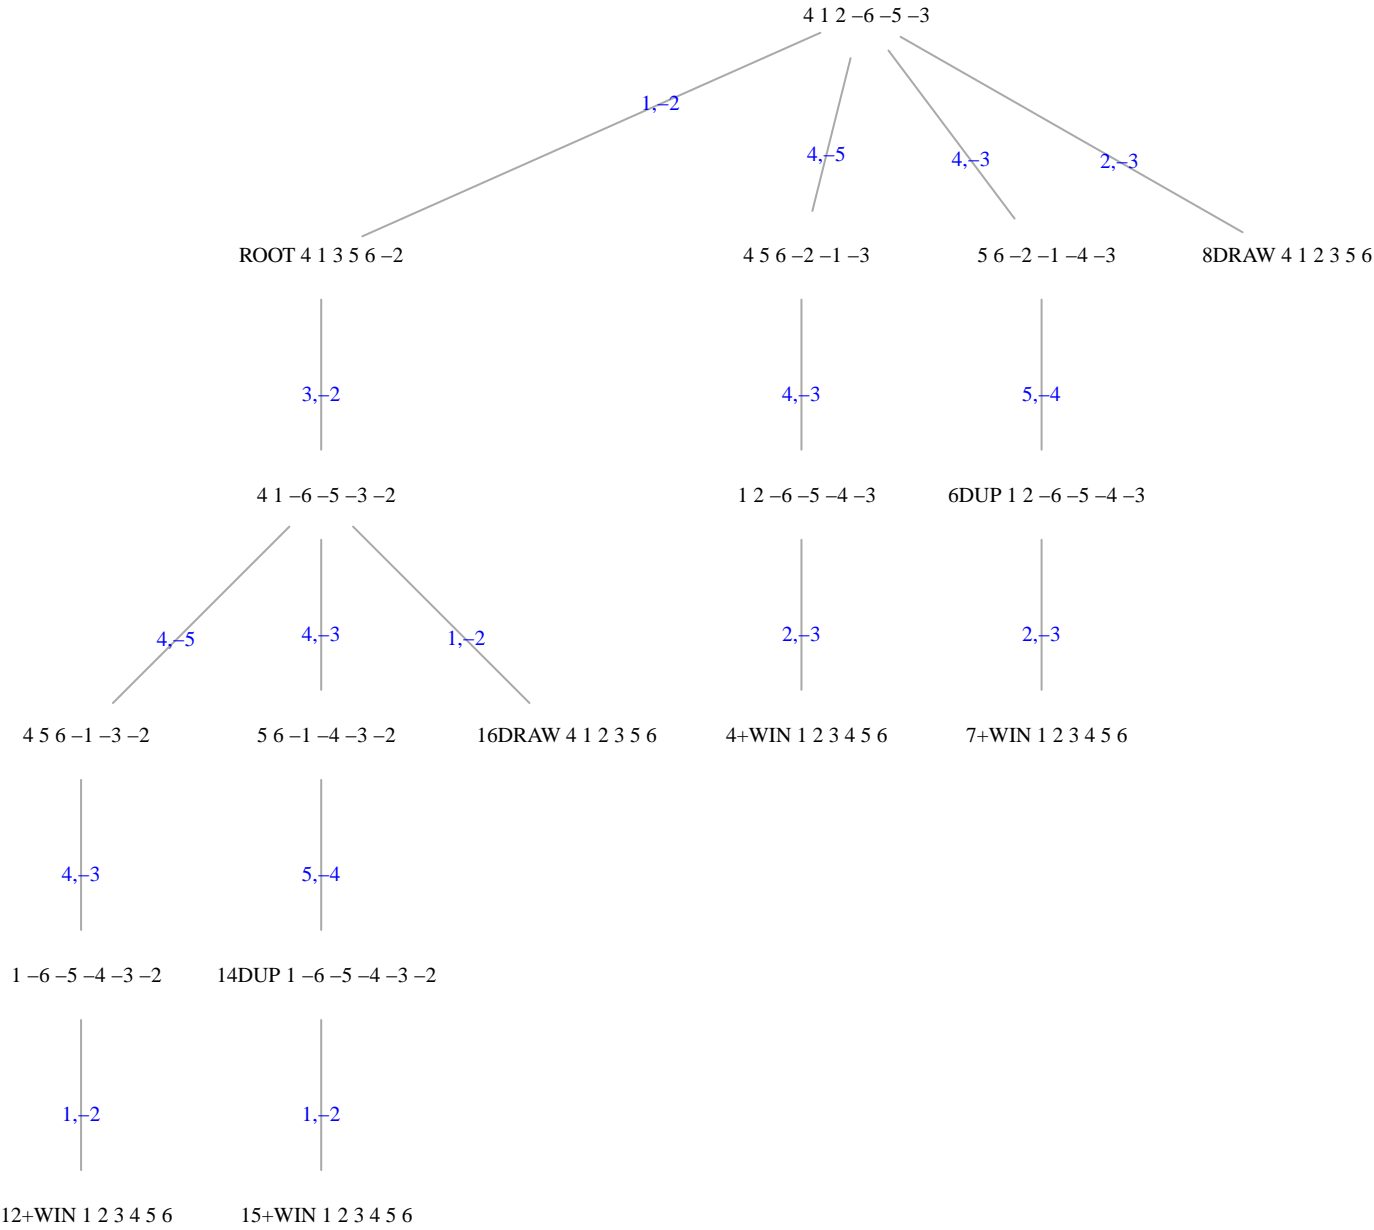 4 1 2 –6 –5 –3
1,–2
4,–5
4,–3
2,–3
ROOT 4 1 3 5 6 –2
4 5 6 –2 –1 –3
5 6 –2 –1 –4 –3
8DRAW 4 1 2 3 5 6
3,–2
4,–3
5,–4
4 1 –6 –5 –3 –2
1 2 –6 –5 –4 –3
6DUP 1 2 –6 –5 –4 –3
4,–5
4,–3
1,–2
2,–3
2,–3
4 5 6 –1 –3 –2
5 6 –1 –4 –3 –2
16DRAW 4 1 2 3 5 6
4+WIN 1 2 3 4 5 6
7+WIN 1 2 3 4 5 6
4,–3
5,–4
1 –6 –5 –4 –3 –2
14DUP 1 –6 –5 –4 –3 –2
1,–2
1,–2
12+WIN 1 2 3 4 5 6
15+WIN 1 2 3 4 5 6